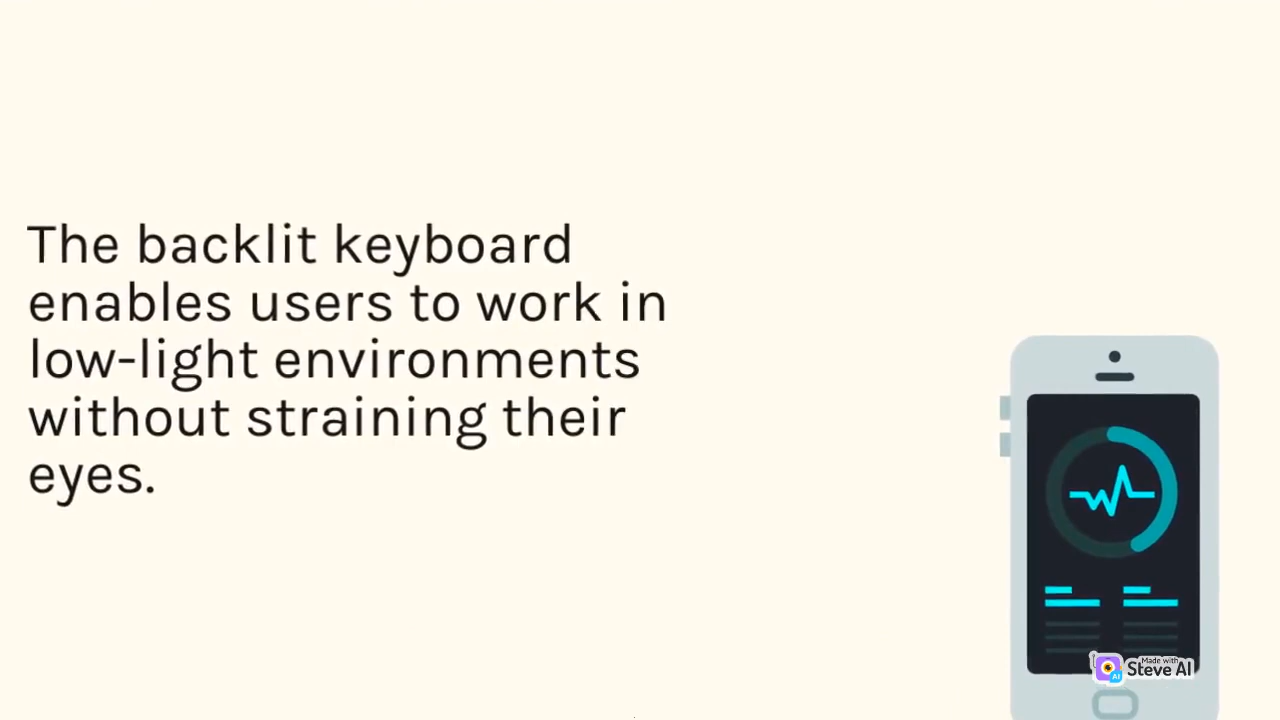 The backlit keyboard
enables users to work in
low-light environments
without straining their
eyes.
Made with
Steve AI